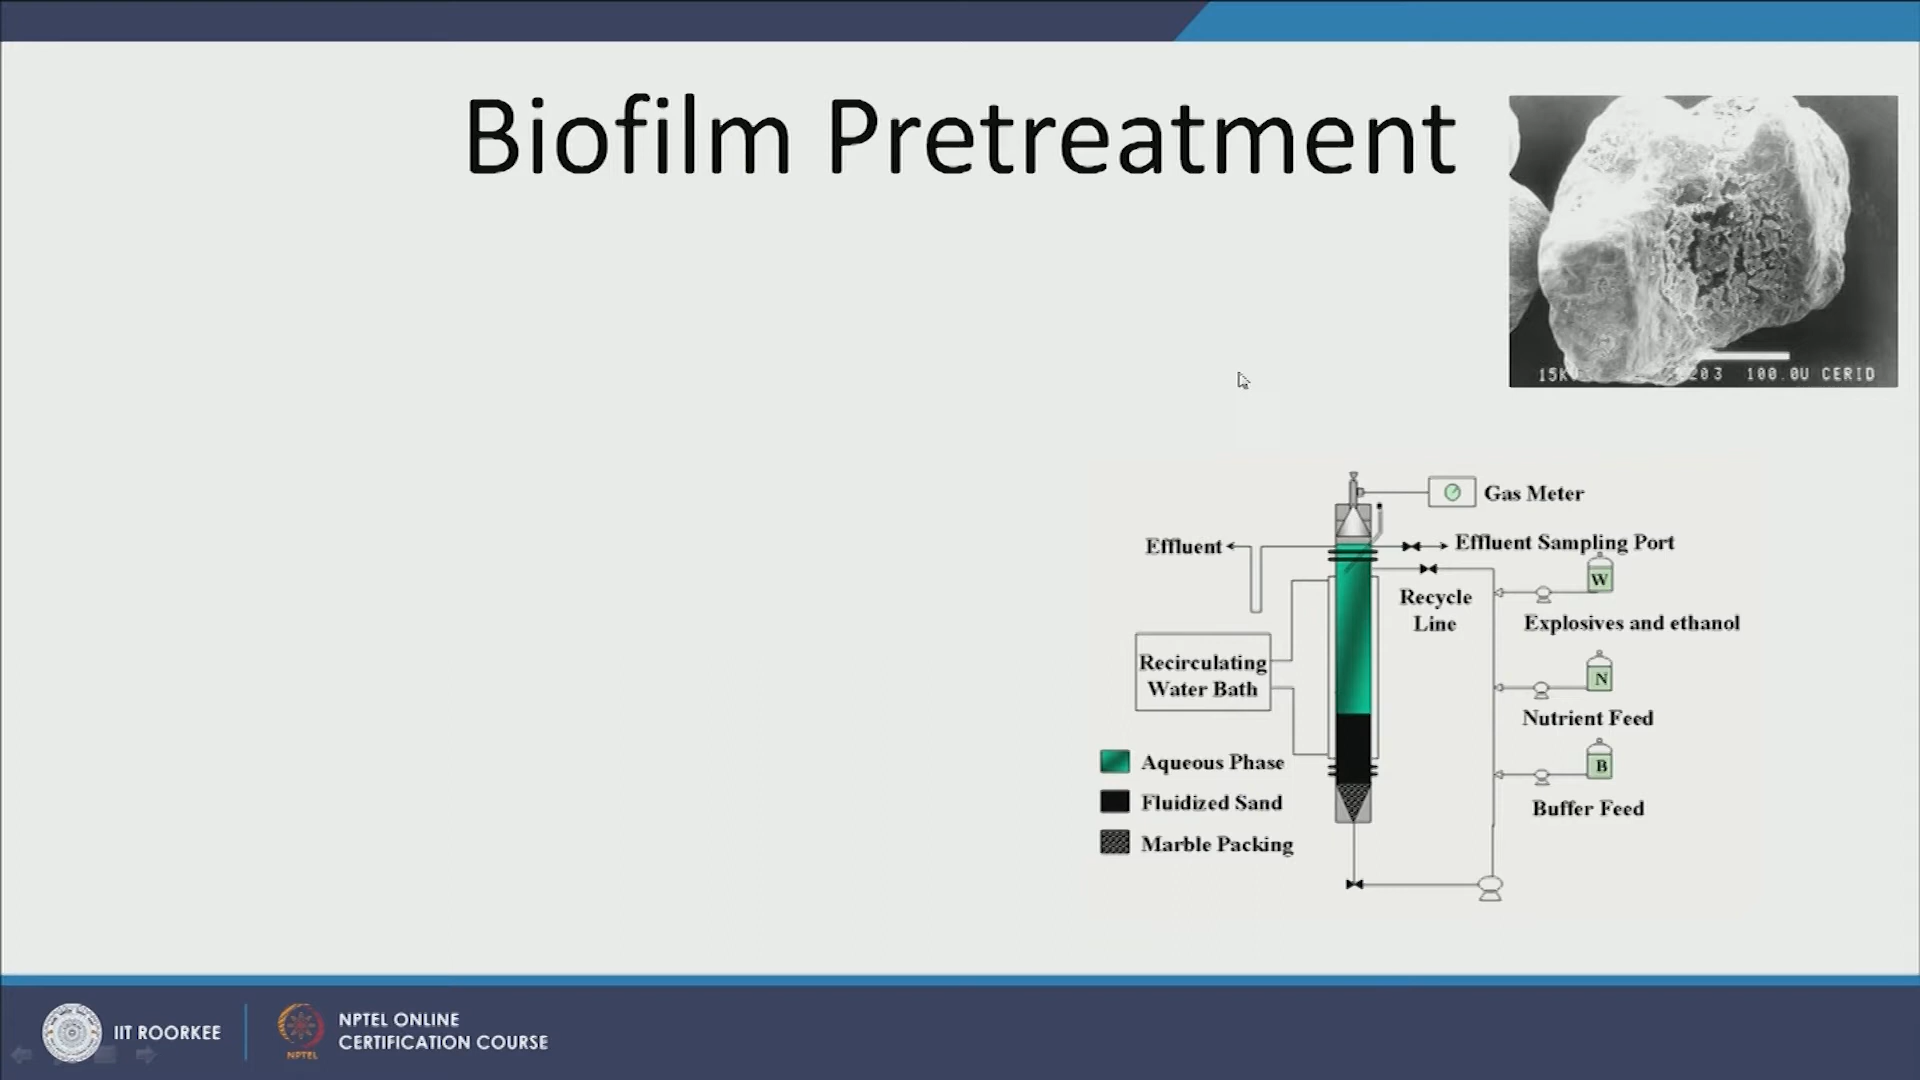 Biofilm Pretreatment
203 100.0U CERID
Gas Meter
Effluent
Effluent Sampling Port
W
Recycle
Line
Explosives and ethanol
Recirculating
Water Bath
N
Nutrient Feed
B
Buffer Feed
Aqueous Phase
Fluidized Sand
Marble Packing
IIT ROORKEE
NPTEL
NPTEL ONLINE
CERTIFICATION COURSE